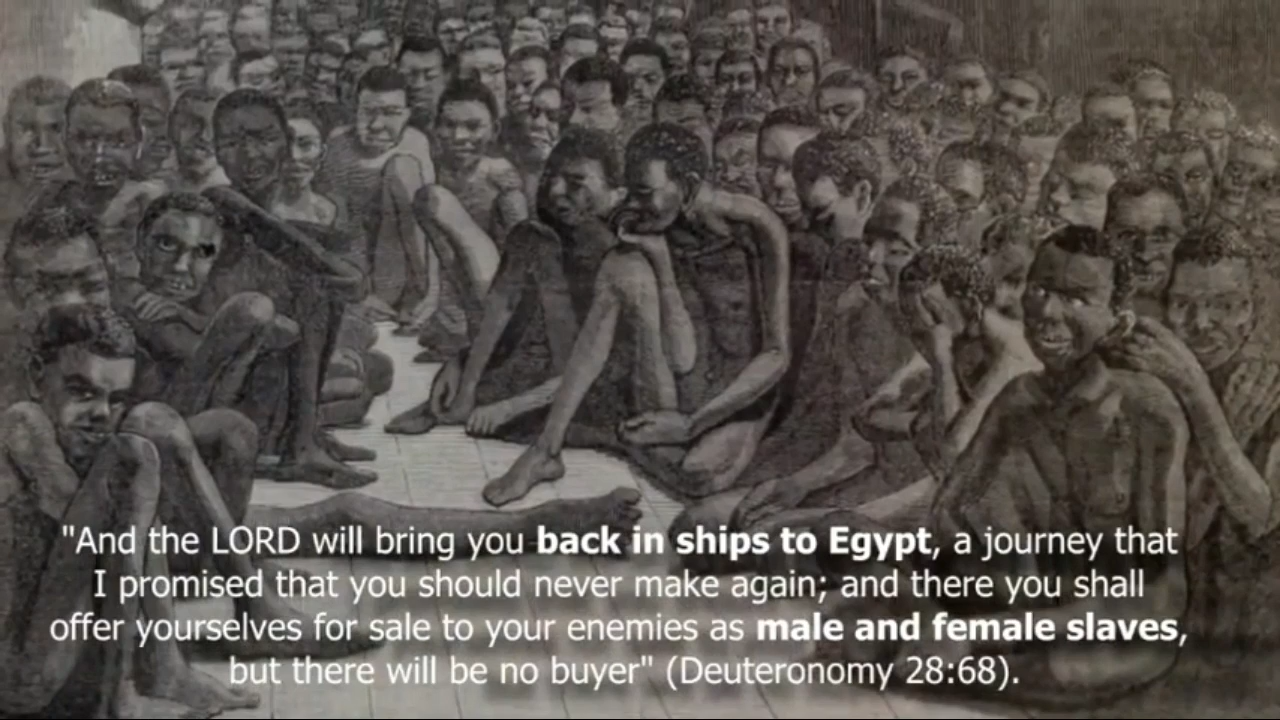 "And the LORD will bring you back in ships to Egypt, a journey that
I promised that you should never make again; and there you shall
offer yourselves for sale to your enemies as male and female slaves,
but there will be no buyer" (Deuteronomy 28:68).